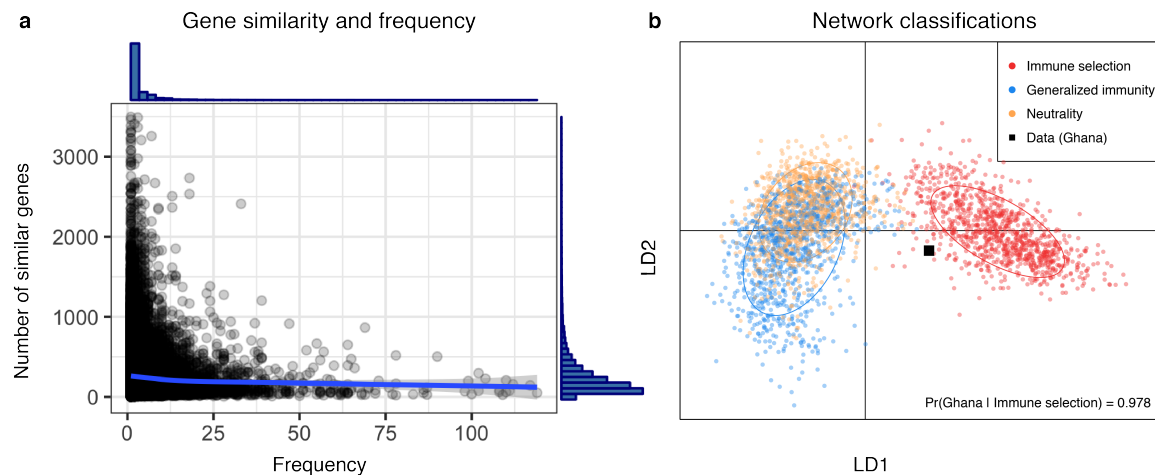 a
Gene similarity and frequency
Number of similar genes
3000
2000
1000
0
0
25
50
75
100
Frequency
b
Network classifications
Immune selection
Generalized immunity
Neutrality
Data (Ghana)
LD2
Pr(Ghana | Immune selection) = 0.978
LD1